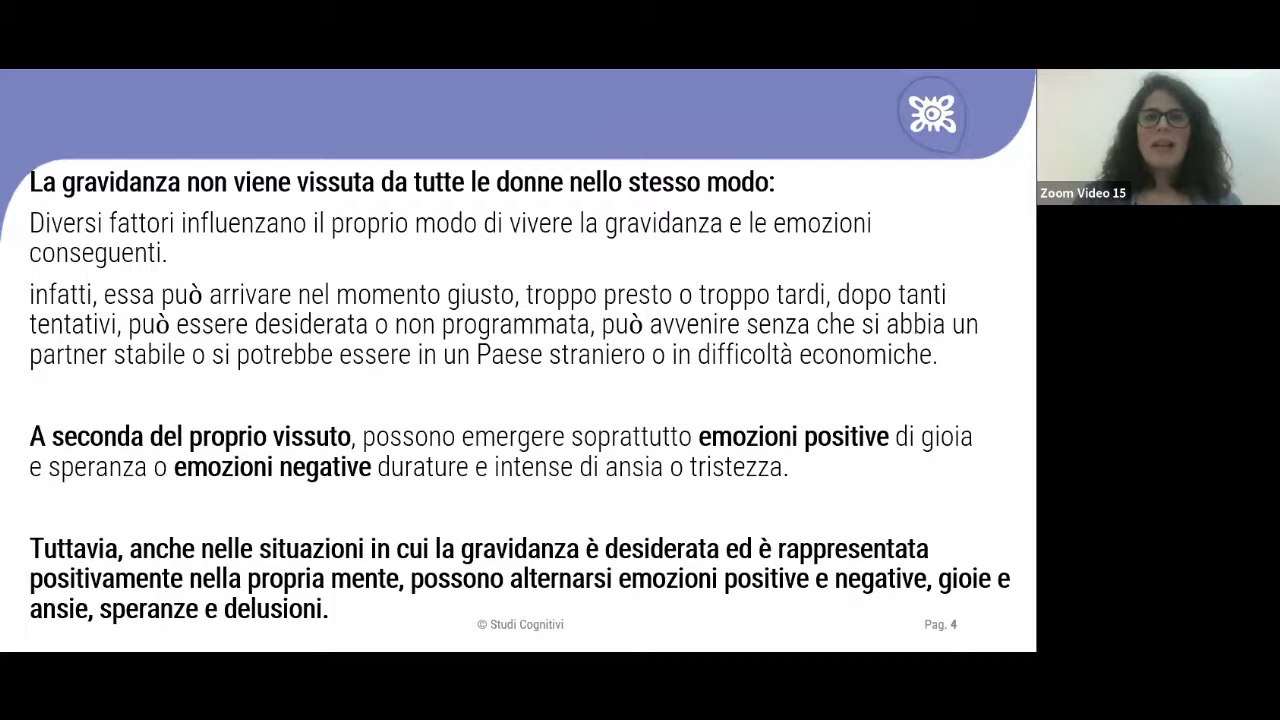 La gravidanza non viene vissuta da tutte le donne nello stesso modo:
Diversi fattori influenzano il proprio modo di vivere la gravidanza e le emozioni
conseguenti.
infatti, essa può arrivare nel momento giusto, troppo presto o troppo tardi, dopo tanti
tentativi, può essere desiderata o non programmata, può avvenire senza che si abbia un
partner stabile o si potrebbe essere in un Paese straniero o in difficoltà economiche.
A seconda del proprio vissuto, possono emergere soprattutto emozioni positive di gioia
e speranza o emozioni negative durature e intense di ansia o tristezza.
Tuttavia, anche nelle situazioni in cui la gravidanza è desiderata ed è rappresentata
positivamente nella propria mente, possono alternarsi emozioni positive e negative, gioie e
ansie, speranze e delusioni.
© Studi Cognitivi
Pag. 4
Zoom Video 15